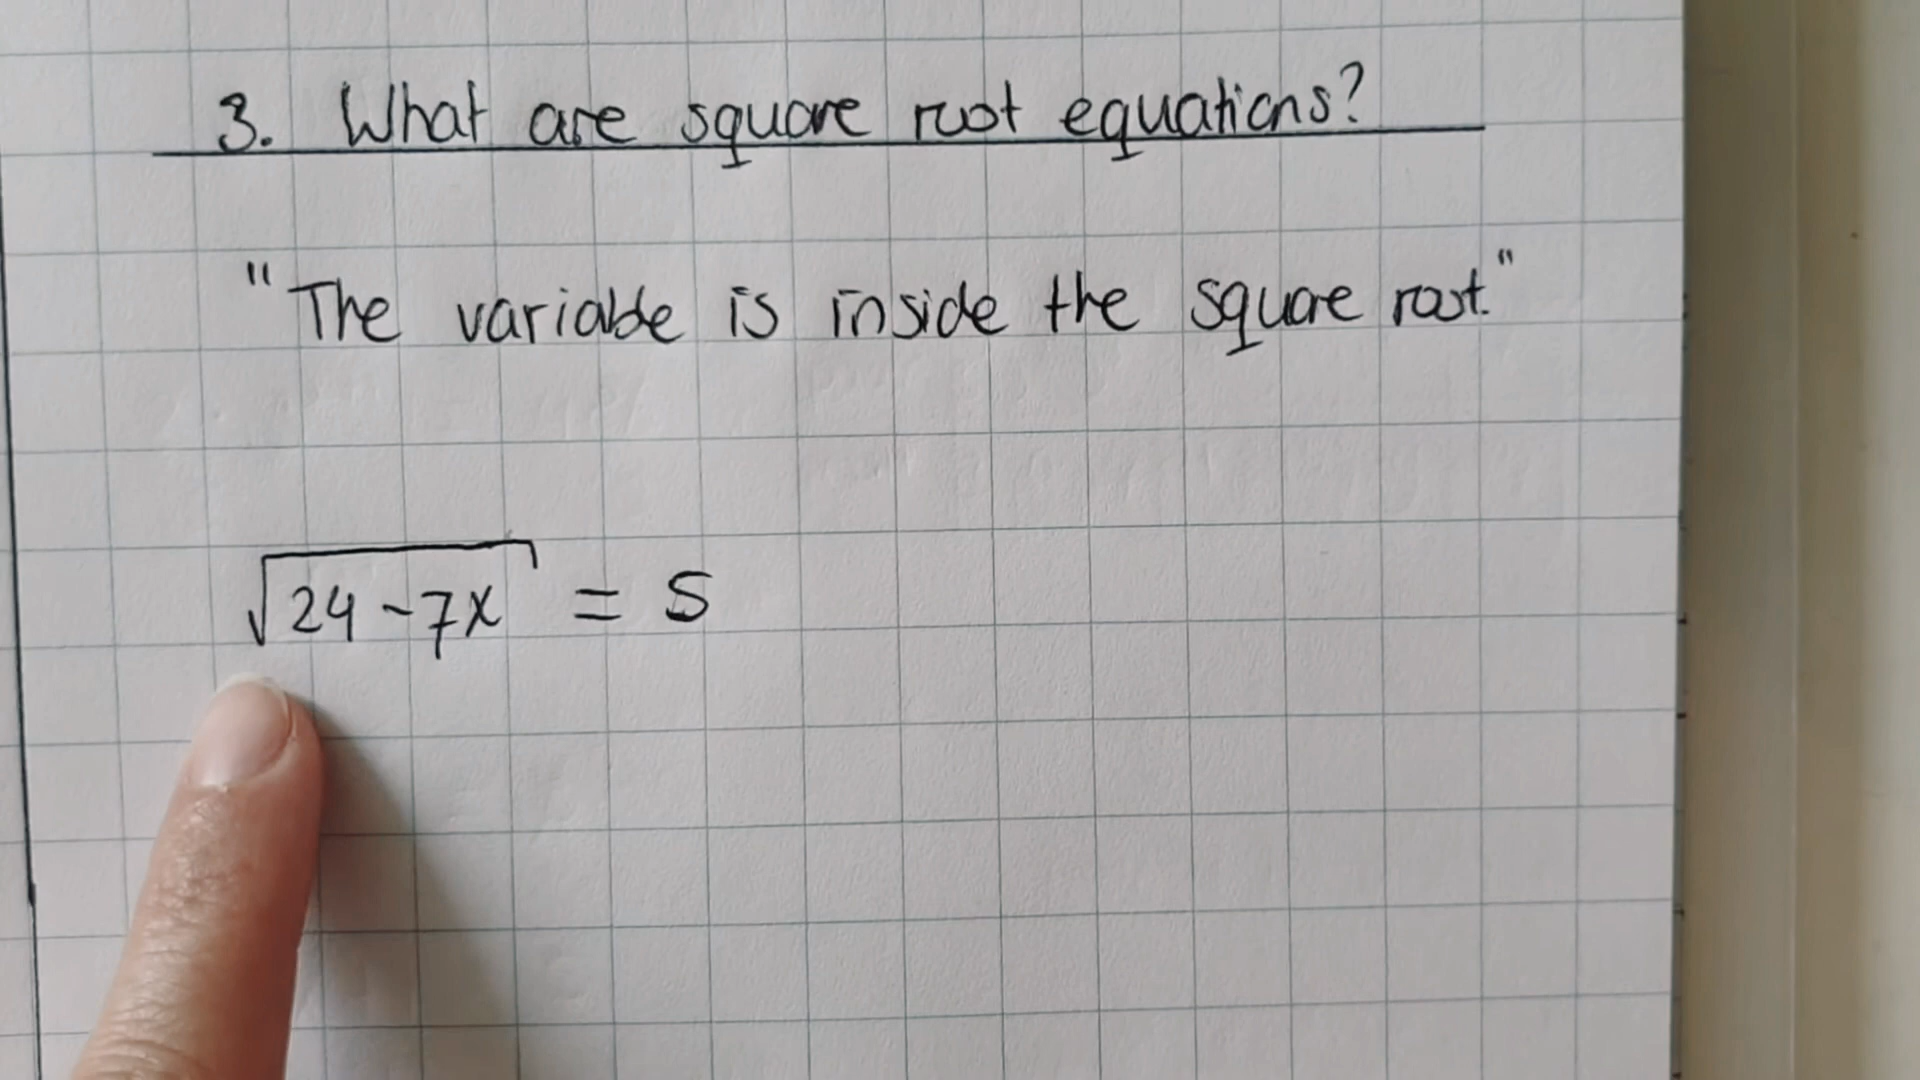 3. What are square root equations?
"The variable is inside the square root."
√24-7x = 5